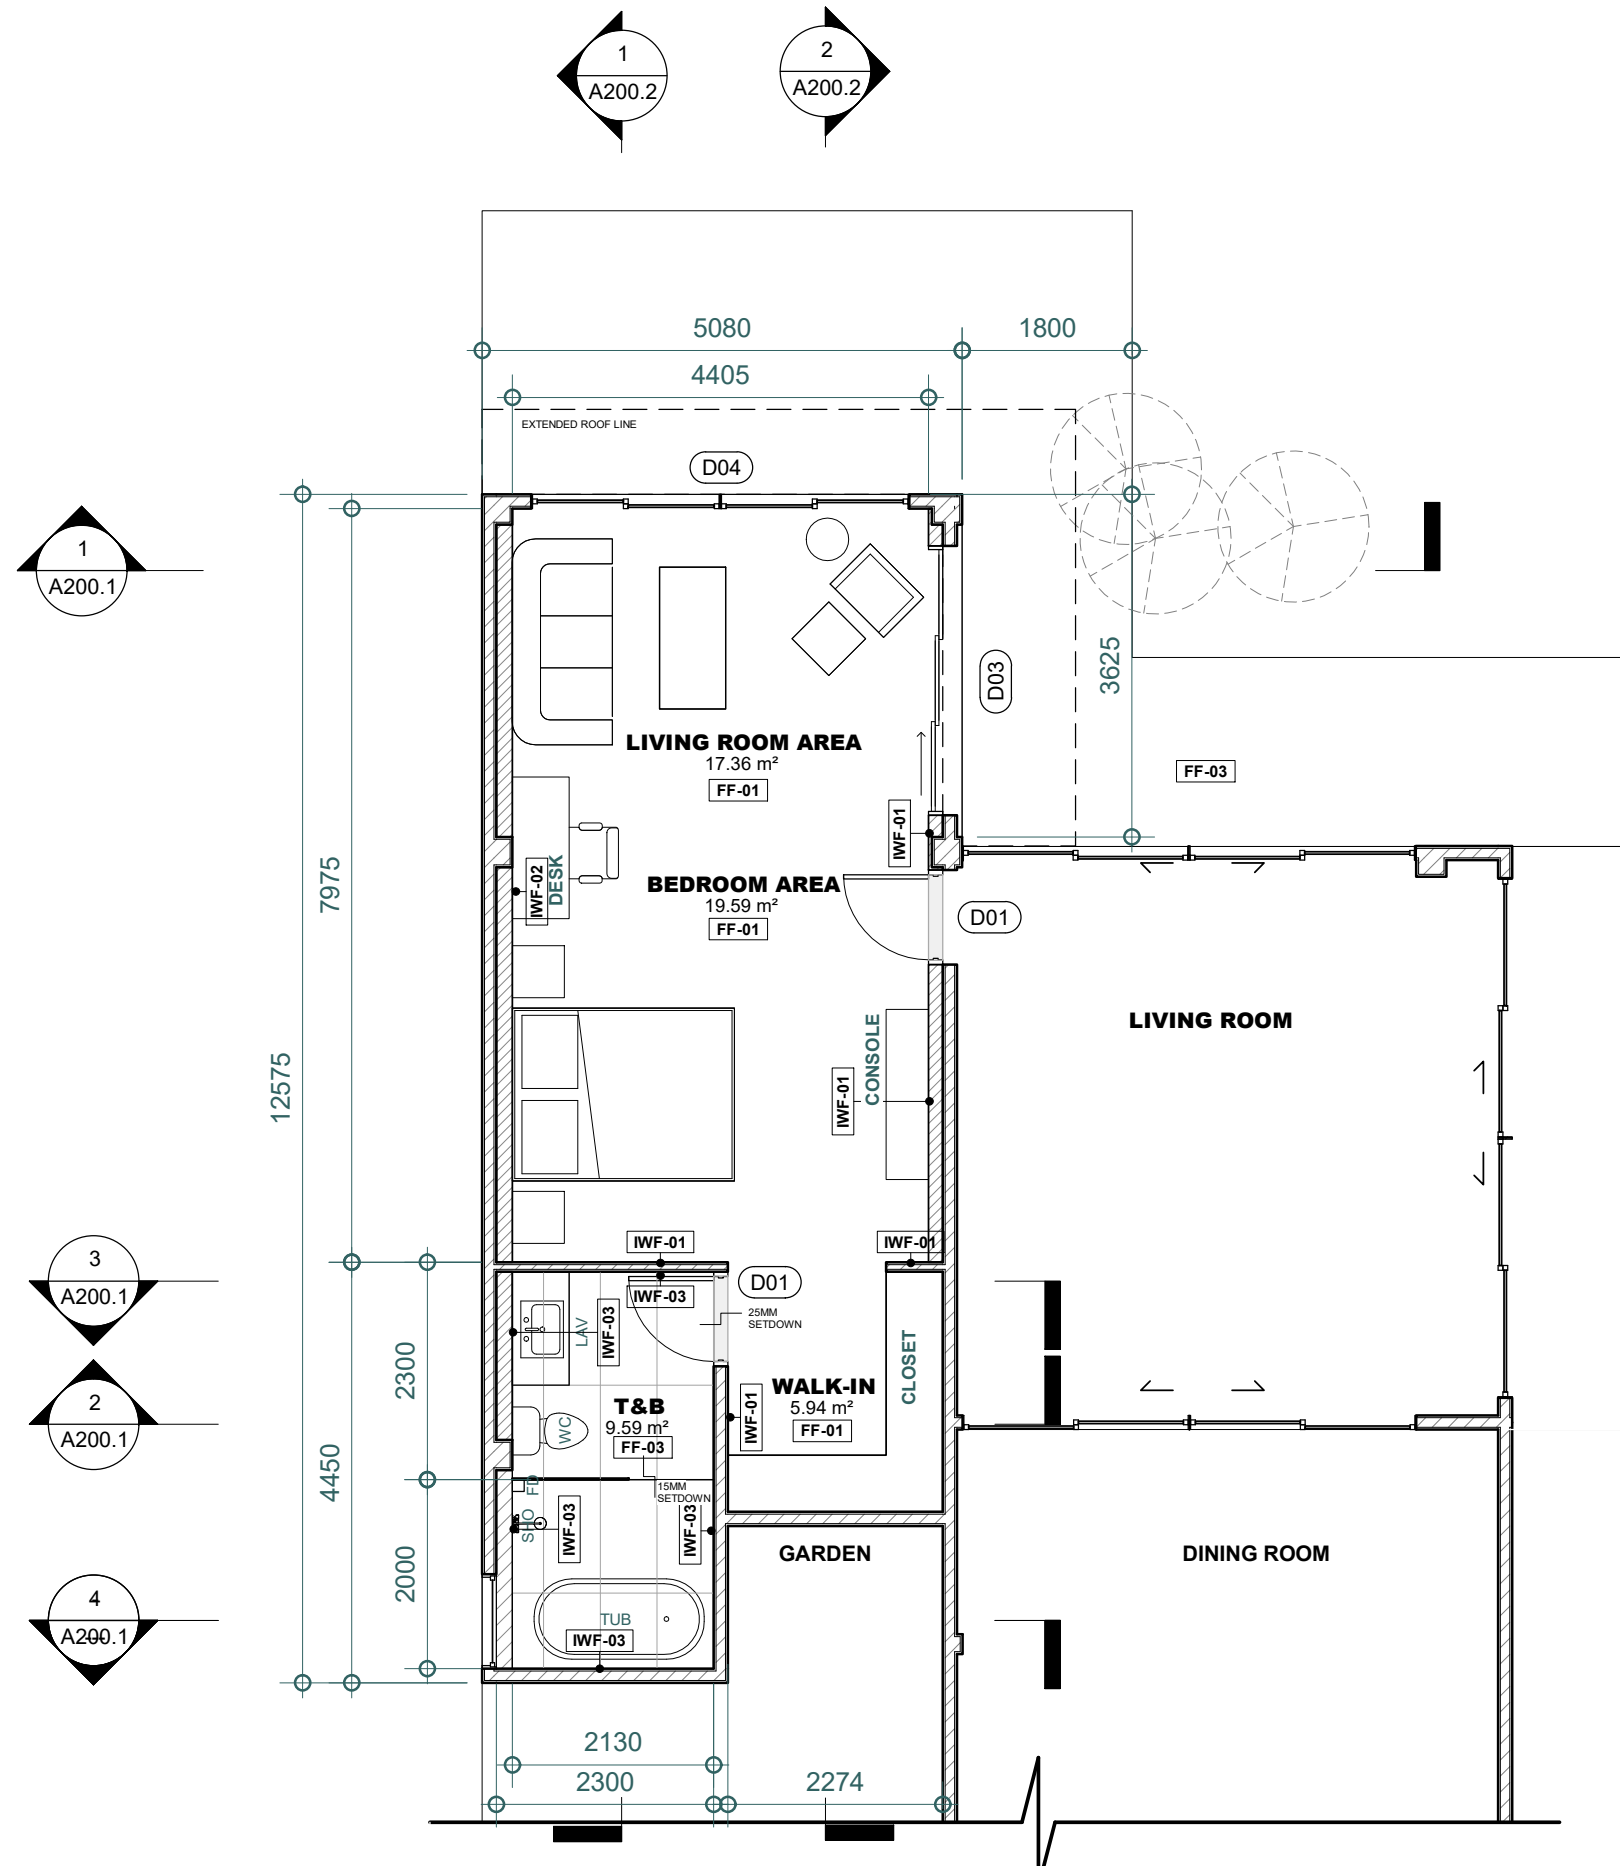 1
A200.2
2
A200.2
5080
1800
4405
EXTENDED ROOF LINE
D04
1
A200.1
3625
D03
LIVING ROOM AREA
17.36 m²
FF-01
FF-03
IWF-01
7975
IWF-02
DESK
BEDROOM AREA
19.59 m²
FF-01
D01
LIVING ROOM
12575
CONSOLE
IWF-01
3
A200.1
IWF-01
IWF-01
D01
IWF-03
25MM
SETDOWN
LAV
IWF-03
2300
CLOSET
2
A200.1
WALK-IN
5.94 m²
FF-01
IWF-01
T&B
9.59 m²
FF-03
WC
4450
FD
15MM
SETDOWN
SHO
IWF-03
IWF-03
GARDEN
DINING ROOM
2000
4
A200.1
TUB
IWF-03
2130
2300
2274